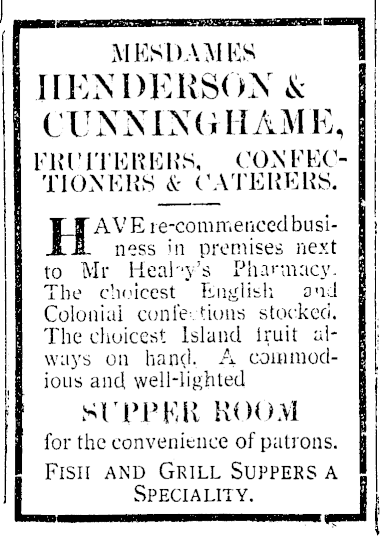 MESDAMES
HENDERSON &
CUNNINGHAME,
FRUITERERS, CONFEC-
TIONERS & CATERERS.
HAVE re-commenced busi-
ness in premises next
to Mr Healey's Pharmacy.
The choicest English and
Colonial confections stocked.
The choicest Island fruit al-
ways on hand. A commod-
ious and well-lighted
SUPPER ROOM
for the convenience of patrons.
FISH AND GRILL SUPPERS A
SPECIALITY.